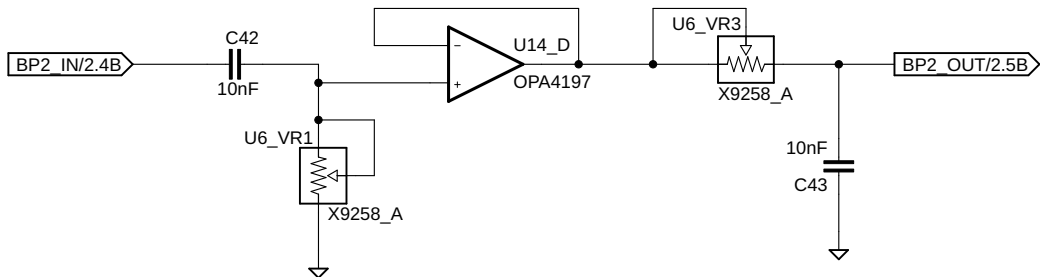 U6_VR3
C42
U14_D
BP2_IN/2.4B
−
BP2_OUT/2.5B
10nF
+
OPA4197
X9258_A
U6_VR1
10nF
C43
X9258_A